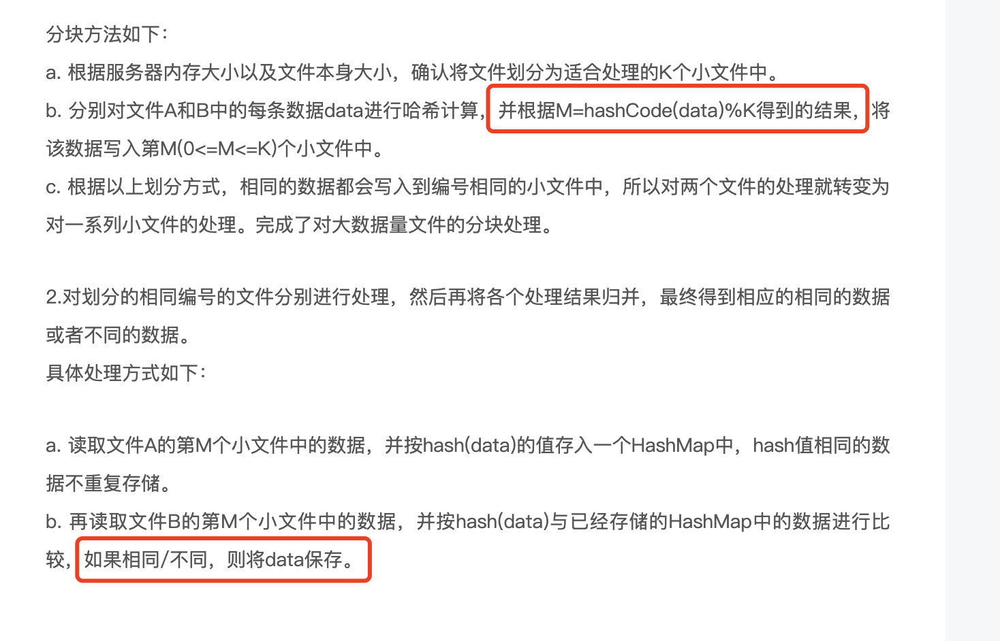 分块方法如下：
a. 根据服务器内存大小以及文件本身大小，确认将文件划分为适合处理的K个小文件中。
b. 分别对文件A和B中的每条数据data进行哈希计算，并根据M=hashCode(data)%K得到的结果，将
该数据写入第M(0<=M<=K)个小文件中。
c. 根据以上划分方式，相同的数据都会写入到编号相同的小文件中，所以对两个文件的处理就转变为
对一系列小文件的处理。完成了对大数据量文件的分块处理。
2.对划分的相同编号的文件分别进行处理，然后再将各个处理结果归并，最终得到相应的相同的数据
或者不同的数据。
具体处理方式如下：
a. 读取文件A的第M个小文件中的数据，并按hash(data)的值存入一个HashMap中，hash值相同的数
据不重复存储。
b. 再读取文件B的第M个小文件中的数据，并按hash(data)与已经存储的HashMap中的数据进行比
较，如果相同/不同，则将data保存。